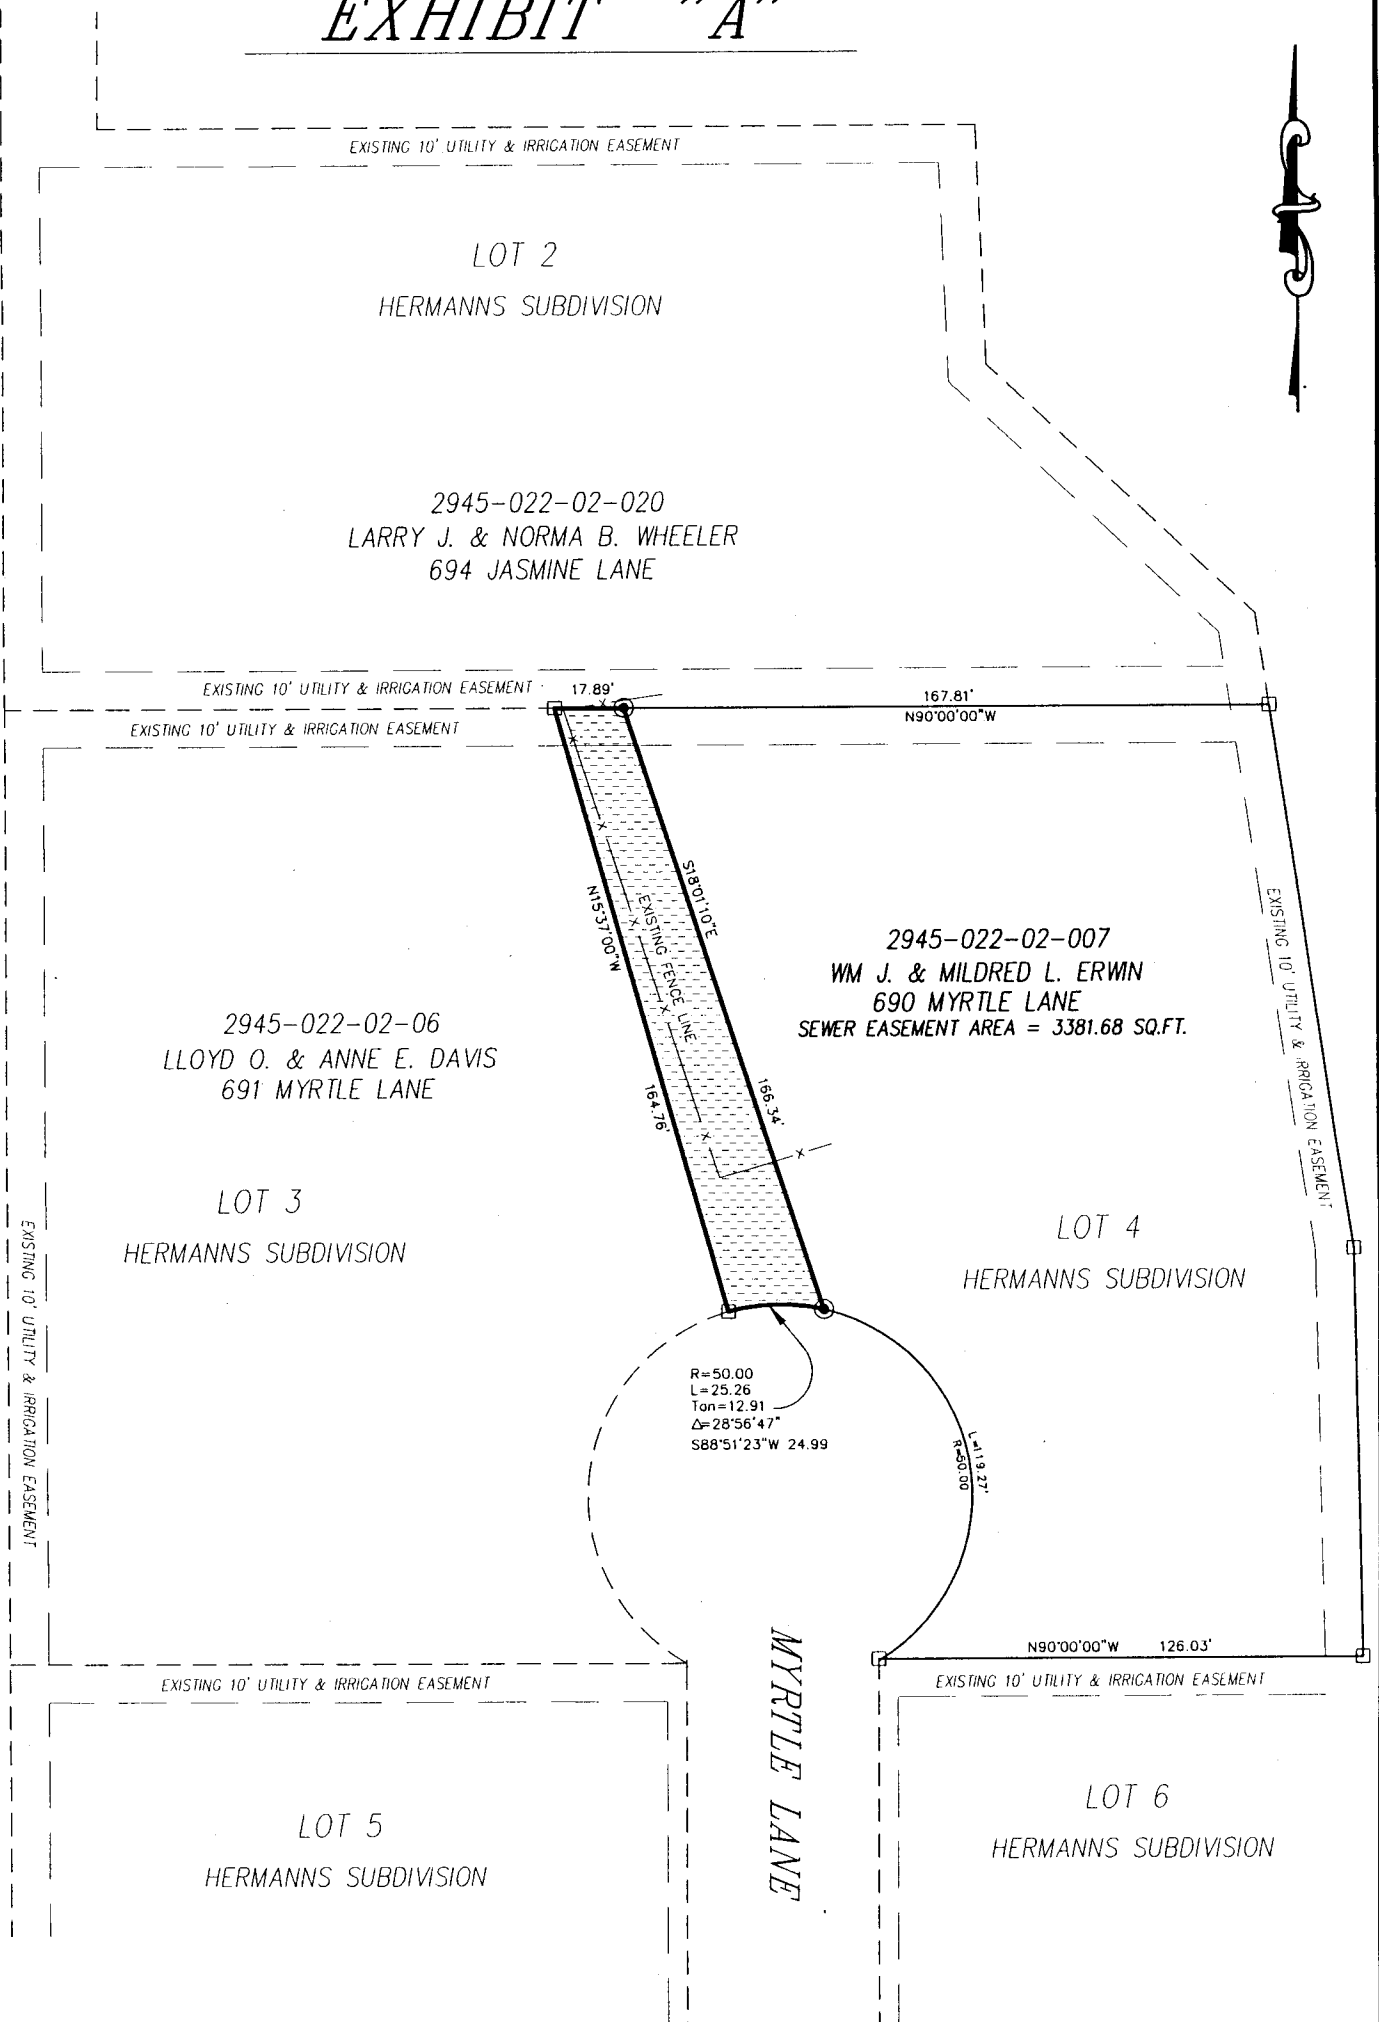 EXHIBIT "A"
EXISTING 10' UTILITY & IRRIGATION EASEMENT
LOT 2
HERMANNS SUBDIVISION
2945-022-02-020
LARRY J. & NORMA B. WHEELER
694 JASMINE LANE
EXISTING 10' UTILITY & IRRIGATION EASEMENT
17.89'
167.81'
N90°00'00"W
EXISTING 10' UTILITY & IRRIGATION EASEMENT
S18°01'10"E
N15°37'00"W
EXISTING FENCE LINE
166.34'
164.76'
2945-022-02-007
WM J. & MILDRED L. ERWIN
690 MYRTLE LANE
SEWER EASEMENT AREA = 3381.68 SQ.FT.
EXISTING 10' UTILITY & IRRIGATION EASEMENT
2945-022-02-06
LLOYD O. & ANNE E. DAVIS
691 MYRTLE LANE
LOT 3
HERMANNS SUBDIVISION
LOT 4
HERMANNS SUBDIVISION
EXISTING 10' UTILITY & IRRIGATION EASEMENT
R=50.00
L=25.26
Tan=12.91
Δ=28°56'47"
S88°51'23"W 24.99
L=119.27'
R=50.00
N90°00'00"W 126.03'
EXISTING 10' UTILITY & IRRIGATION EASEMENT
EXISTING 10' UTILITY & IRRIGATION EASEMENT
MYRTLE LANE
LOT 5
HERMANNS SUBDIVISION
LOT 6
HERMANNS SUBDIVISION